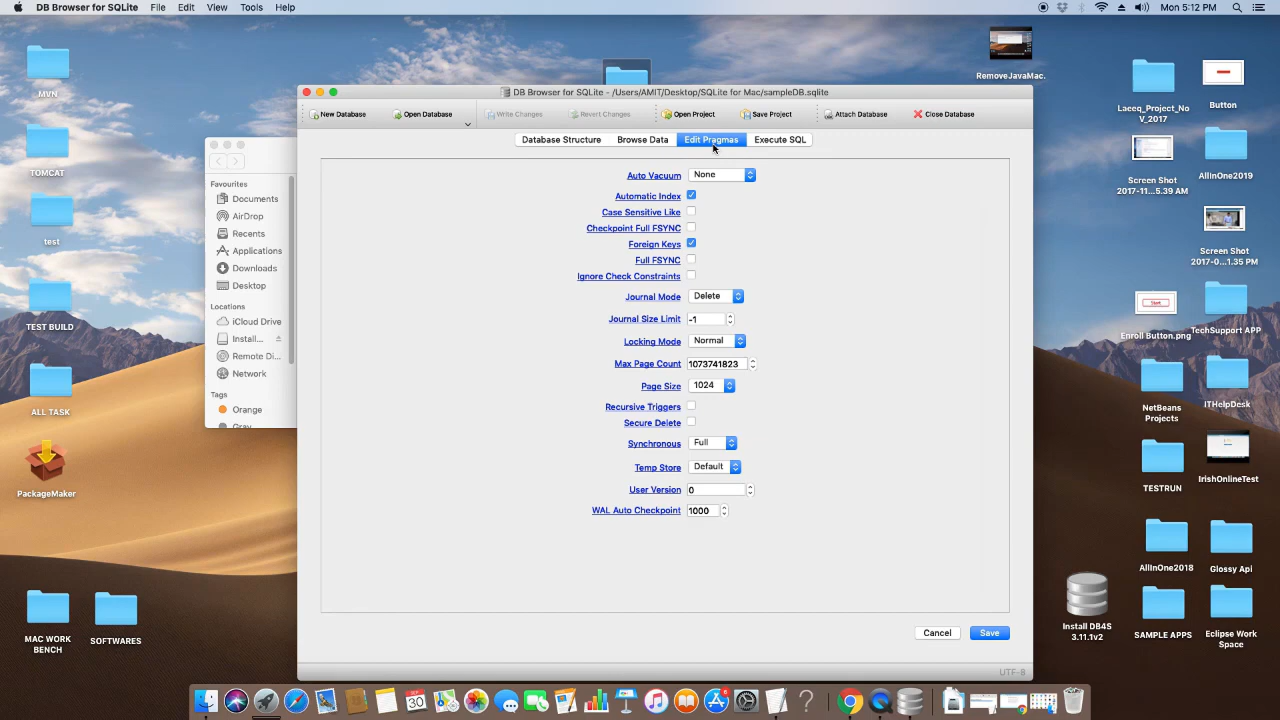 DB Browser for SQLite File Edit View Tools Help
Mon 5:12 PM
MVN
TOMCAT
test
TEST BUILD
ALL TASK
PackageMaker
MAC WORK
BENCH
SOFTWARES
Favourites
Documents
AirDrop
Recents
Applications
Downloads
Desktop
Locations
iCloud Drive
Install...
Remote Di...
Network
Tags
Orange
Gray
DB Browser for SQLite - /Users/AMIT/Desktop/SQLite for Mac/sampleDB.sqlite
New Database Open Database Write Changes Revert Changes Open Project Save Project Attach Database Close Database
Database Structure Browse Data Edit Pragmas Execute SQL
Auto Vacuum None
Automatic Index
Case Sensitive Like
Checkpoint Full FSYNC
Foreign Keys
Full FSYNC
Ignore Check Constraints
Journal Mode Delete
Journal Size Limit -1
Locking Mode Normal
Max Page Count 1073741823
Page Size 1024
Recursive Triggers
Secure Delete
Synchronous Full
Temp Store Default
User Version 0
WAL Auto Checkpoint 1000
Cancel Save
UTF-8
RemoveJavaMac.
Laceq_Project_No
V_2017
Button
Screen Shot
2017-11...5.39 AM
AllInOne2019
Screen Shot
2017-0...1.35 PM
Enroll Button.png
TechSupport APP
NetBeans
Projects
ITHelpDesk
TESTRUN
IrishOnlineTest
AllInOne2018
Glossy Api
Install DB4S
3.11.1v2
SAMPLE APPS
Eclipse Work
Space
30